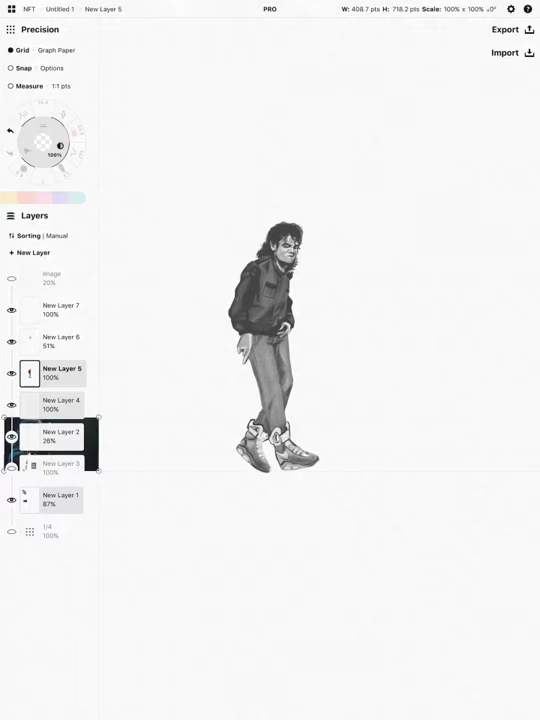 NFT Untitled 1 New Layer 5
PRO
W: 408.7 pts H: 718.2 pts Scale: 100% x 100% ⦟0°
Precision
Export
Import
Grid Graph Paper
Snap Options
Measure 1:1 pts
100%
Layers
Sorting | Manual
+ New Layer
Image
20%
New Layer 7
100%
New Layer 6
51%
New Layer 5
100%
New Layer 4
100%
New Layer 2
26%
New Layer 3
100%
New Layer 1
87%
1/4
100%